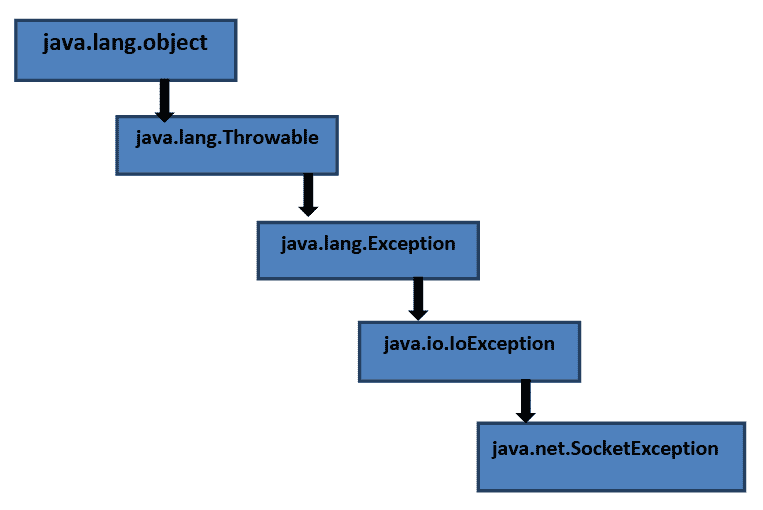 java.lang.object
java.lang.Throwable
java.lang.Exception
java.io.IoException
java.net.SocketException